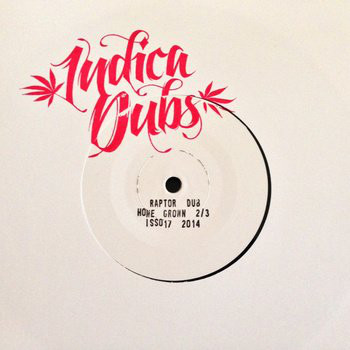 Indica
Dubs
RAPTOR DUB
HOME GROWN 2/3
ISS017 2014